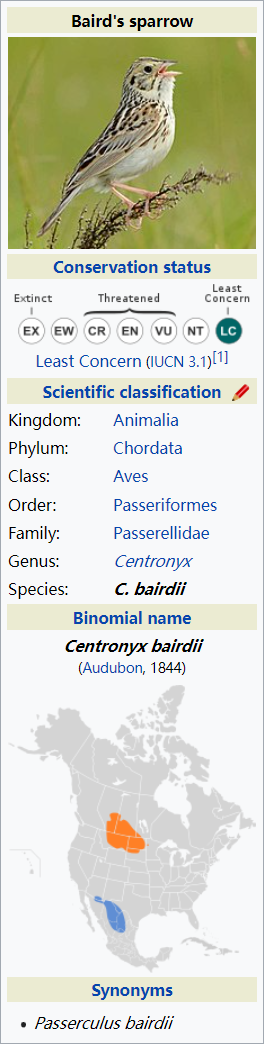 Baird's sparrow
Conservation status
Extinct Threatened Least Concern
EX EW CR EN VU NT LC
Least Concern (IUCN 3.1)[1]
Scientific classification
Kingdom: Animalia
Phylum: Chordata
Class: Aves
Order: Passeriformes
Family: Passerellidae
Genus: Centronyx
Species: C. bairdii
Binomial name
Centronyx bairdii
(Audubon, 1844)
Synonyms
• Passerculus bairdii